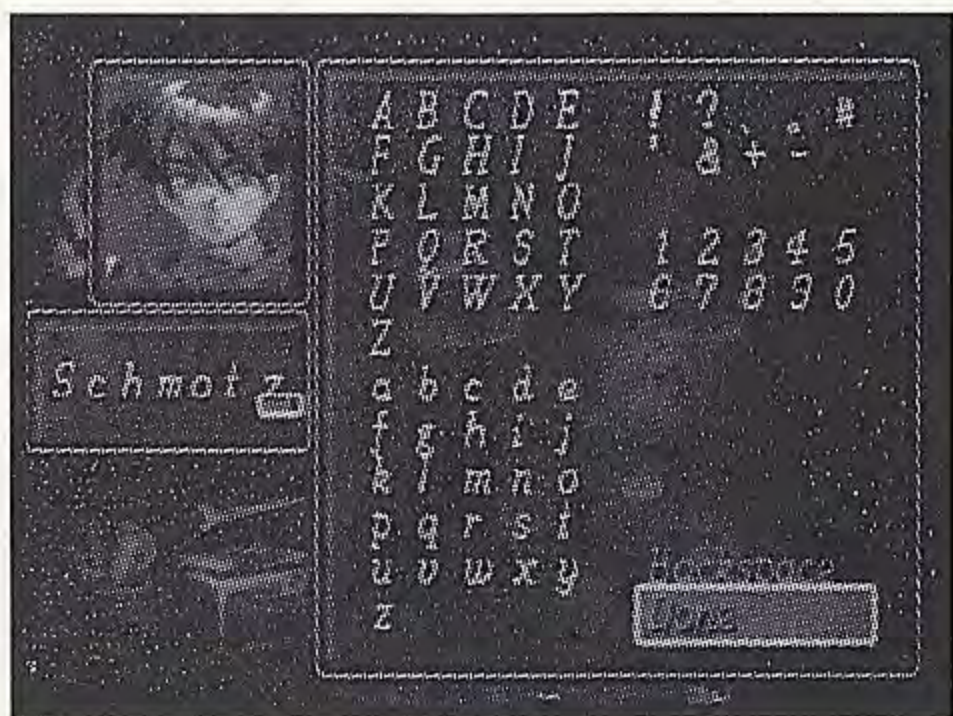 A B C D E ! ? . #
F G H I J & + -
K L M N O
P Q R S T 1 2 3 4 5
U V W X Y 6 7 8 9 0
Z
Schmotz
a b c d e
f g h i j
k l m n o
p q r s t
u v w x y
z
Backspace
Done